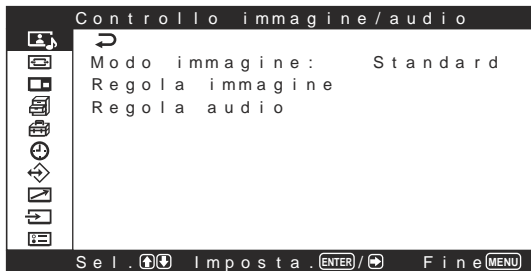 Controllo immagine/audio
Modo immagine: Standard
Regola immagine
Regola audio
Sel. Imposta. ENTER / Fine MENU